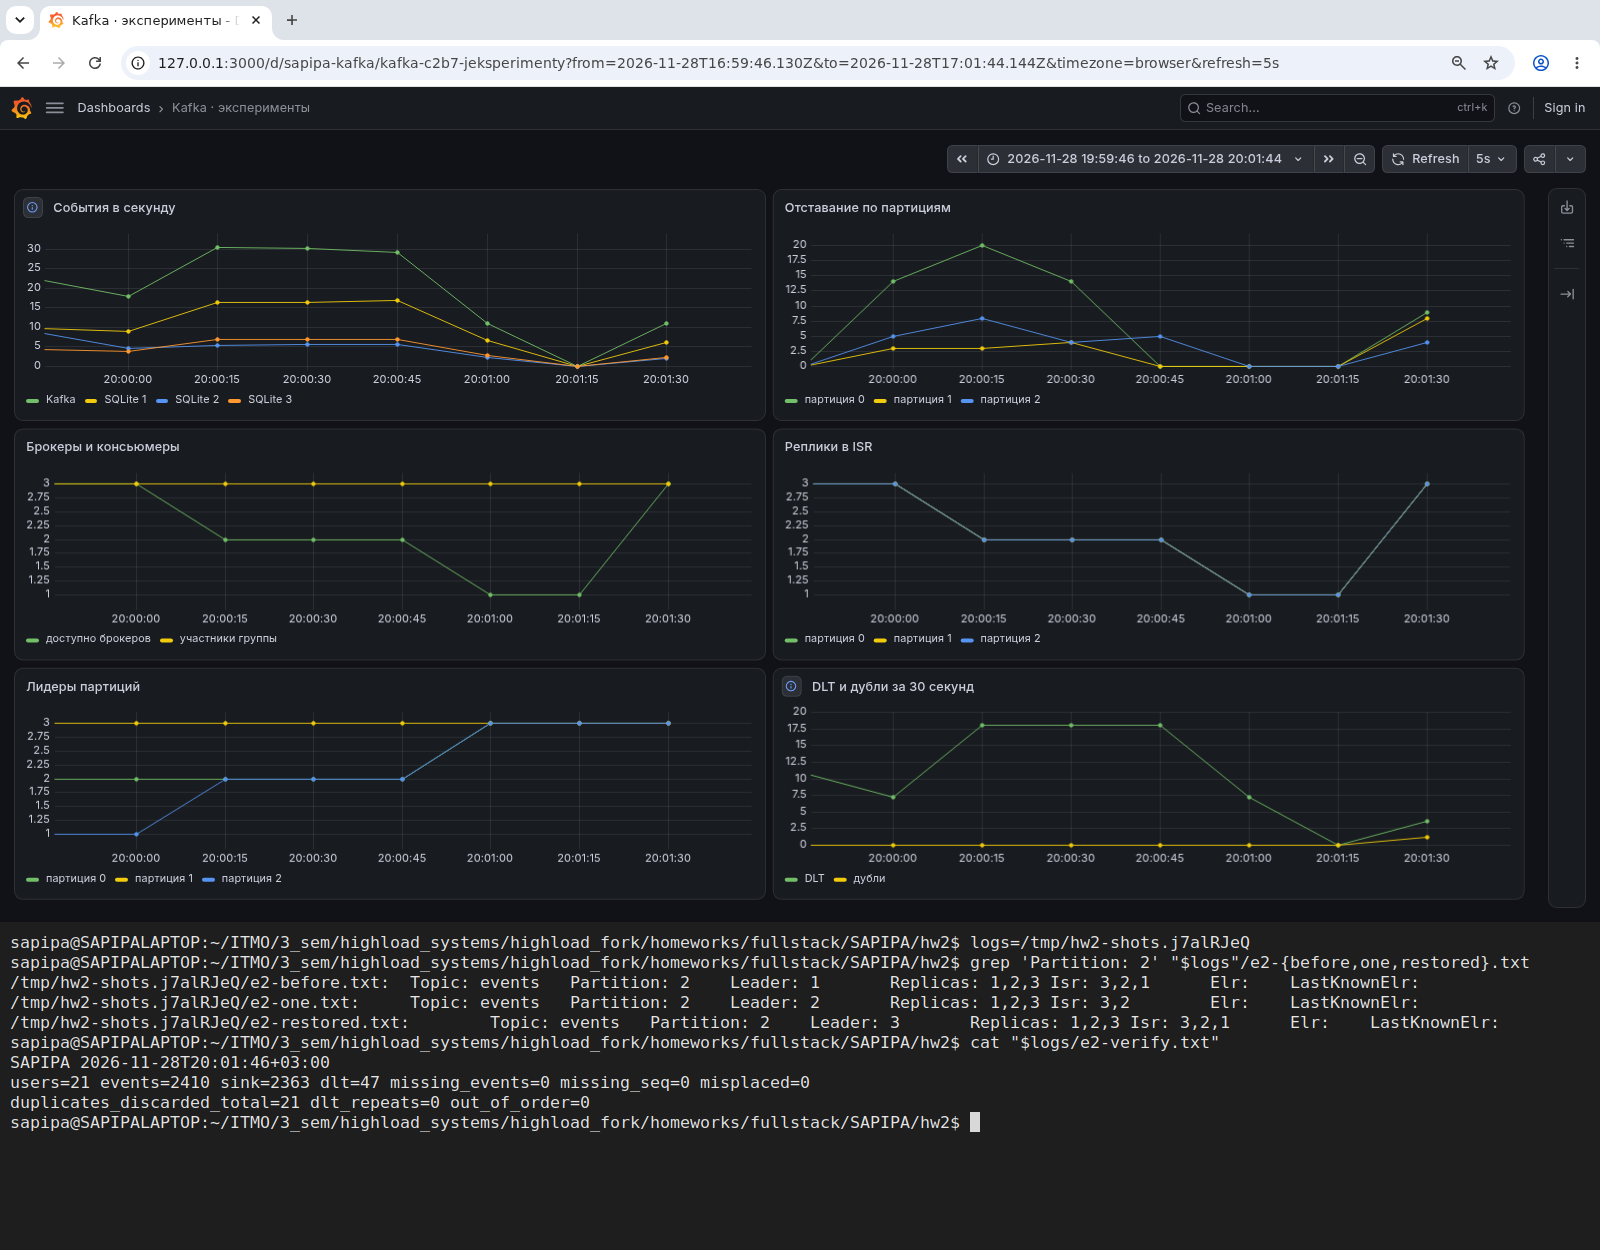 Kafka · эксперименты -
127.0.0.1:3000/d/sapipa-kafka/kafka-c2b7-jeksperimenty?from=2026-11-28T16:59:46.130Z&to=2026-11-28T17:01:44.144Z&timezone=browser&refresh=5s
Dashboards › Kafka · эксперименты
Search... ctrl+k
Sign in
2026-11-28 19:59:46 to 2026-11-28 20:01:44
Refresh 5s
События в секунду
30
25
20
15
10
5
0
20:00:00 20:00:15 20:00:30 20:00:45 20:01:00 20:01:15 20:01:30
Kafka SQLite 1 SQLite 2 SQLite 3
Отставание по партициям
20
17.5
15
12.5
10
7.5
5
2.5
0
20:00:00 20:00:15 20:00:30 20:00:45 20:01:00 20:01:15 20:01:30
партиция 0 партиция 1 партиция 2
Брокеры и консьюмеры
3
2.75
2.5
2.25
2
1.75
1.5
1.25
1
20:00:00 20:00:15 20:00:30 20:00:45 20:01:00 20:01:15 20:01:30
доступно брокеров участники группы
Реплики в ISR
3
2.75
2.5
2.25
2
1.75
1.5
1.25
1
20:00:00 20:00:15 20:00:30 20:00:45 20:01:00 20:01:15 20:01:30
партиция 0 партиция 1 партиция 2
Лидеры партиций
3
2.75
2.5
2.25
2
1.75
1.5
1.25
1
20:00:00 20:00:15 20:00:30 20:00:45 20:01:00 20:01:15 20:01:30
партиция 0 партиция 1 партиция 2
DLT и дубли за 30 секунд
20
17.5
15
12.5
10
7.5
5
2.5
0
20:00:00 20:00:15 20:00:30 20:00:45 20:01:00 20:01:15 20:01:30
DLT дубли
sapipa@SAPIPALAPTOP:~/ITMO/3_sem/highload_systems/highload_fork/homeworks/fullstack/SAPIPA/hw2$ logs=/tmp/hw2-shots.j7alRJeQ
sapipa@SAPIPALAPTOP:~/ITMO/3_sem/highload_systems/highload_fork/homeworks/fullstack/SAPIPA/hw2$ grep 'Partition: 2' "$logs"/e2-{before,one,restored}.txt
/tmp/hw2-shots.j7alRJeQ/e2-before.txt: Topic: events Partition: 2 Leader: 1 Replicas: 1,2,3 Isr: 3,2,1 Elr: LastKnownElr:
/tmp/hw2-shots.j7alRJeQ/e2-one.txt: Topic: events Partition: 2 Leader: 2 Replicas: 1,2,3 Isr: 3,2 Elr: LastKnownElr:
/tmp/hw2-shots.j7alRJeQ/e2-restored.txt: Topic: events Partition: 2 Leader: 3 Replicas: 1,2,3 Isr: 3,2,1 Elr: LastKnownElr:
sapipa@SAPIPALAPTOP:~/ITMO/3_sem/highload_systems/highload_fork/homeworks/fullstack/SAPIPA/hw2$ cat "$logs/e2-verify.txt"
SAPIPA 2026-11-28T20:01:46+03:00
users=21 events=2410 sink=2363 dlt=47 missing_events=0 missing_seq=0 misplaced=0
duplicates_discarded_total=21 dlt_repeats=0 out_of_order=0
sapipa@SAPIPALAPTOP:~/ITMO/3_sem/highload_systems/highload_fork/homeworks/fullstack/SAPIPA/hw2$